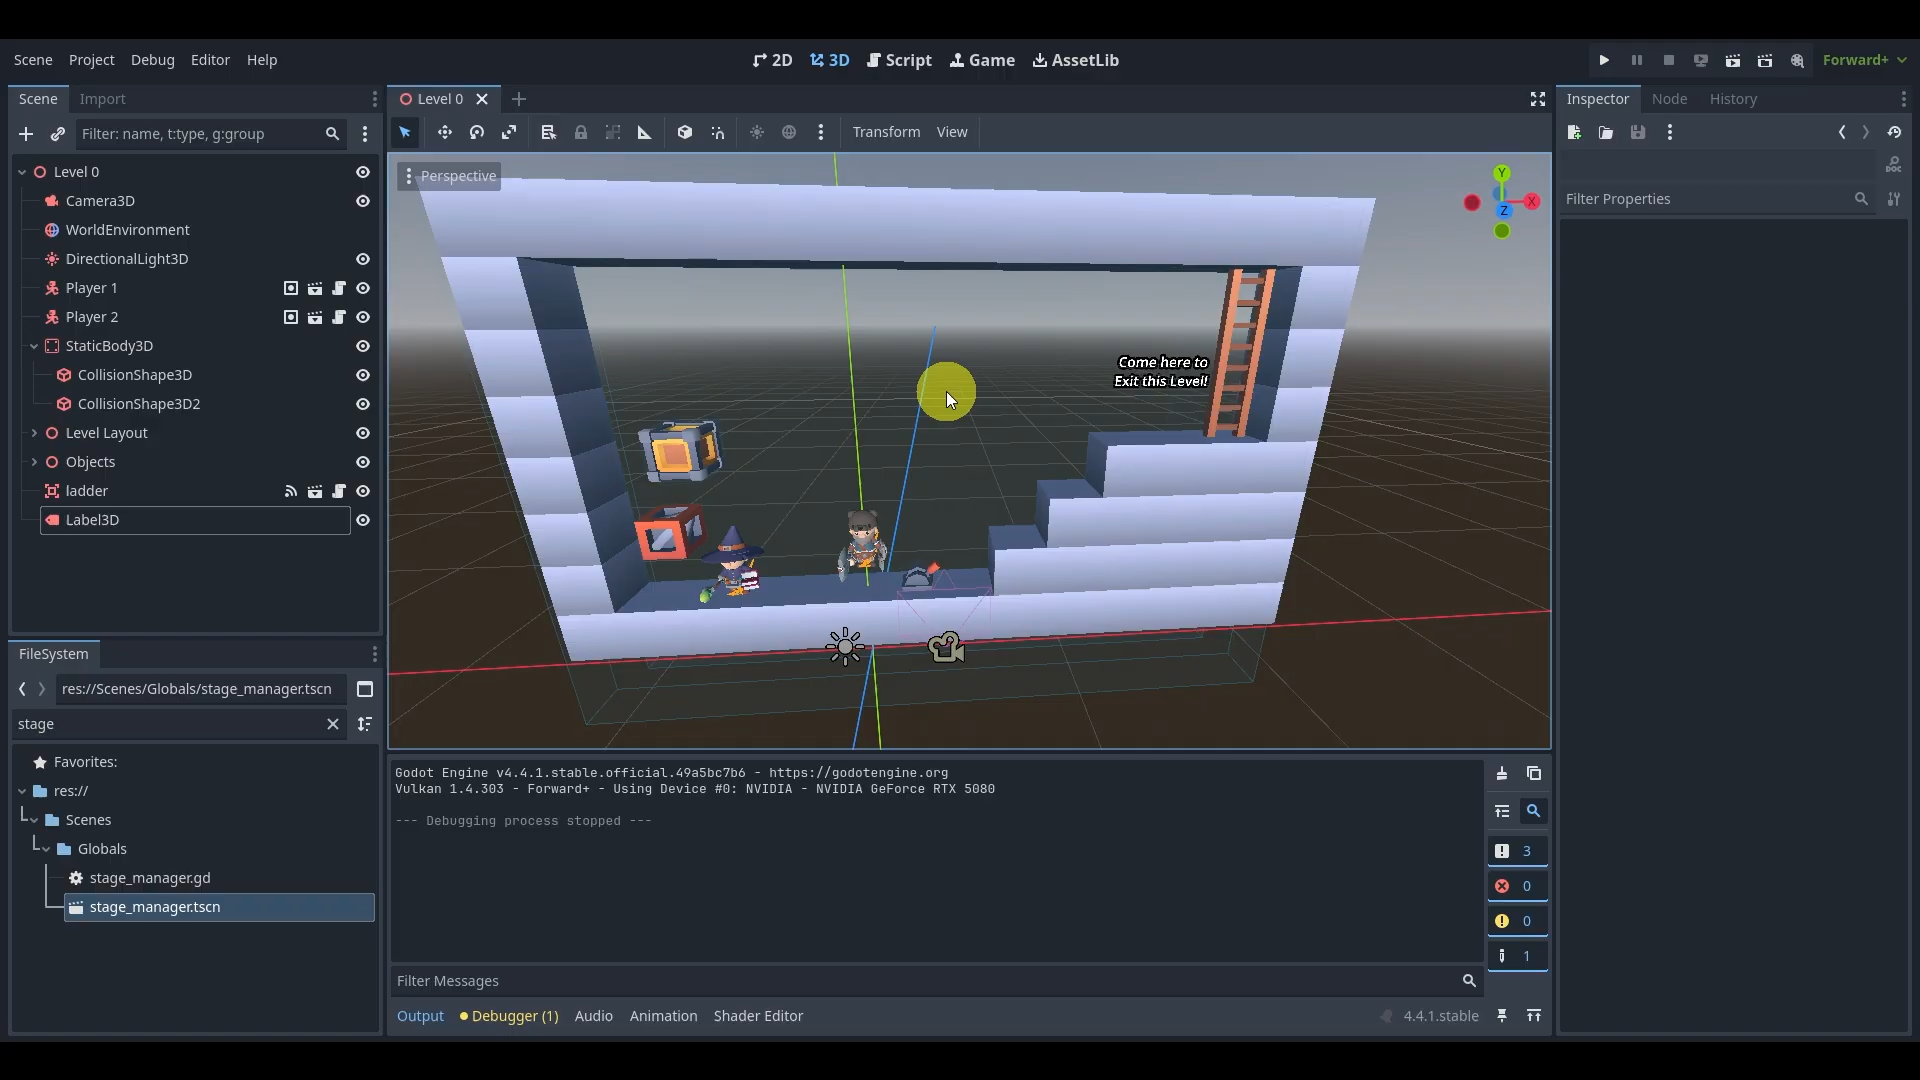 Scene Project Debug Editor Help
2D 3D Script Game AssetLib
Forward+
Scene Import
Filter: name, t:type, g:group
Level 0
Camera3D
WorldEnvironment
DirectionalLight3D
Player 1
Player 2
StaticBody3D
CollisionShape3D
CollisionShape3D2
Level Layout
Objects
ladder
Label3D
FileSystem
res://Scenes/Globals/stage_manager.tscn
stage
Favorites:
res://
Scenes
Globals
stage_manager.gd
stage_manager.tscn
Level 0
Transform View
Perspective
Y
X
Z
Come here to
Exit this Level!
Godot Engine v4.4.1.stable.official.49a5bc7b6 - https://godotengine.org
Vulkan 1.4.303 - Forward+ - Using Device #0: NVIDIA - NVIDIA GeForce RTX 5080
--- Debugging process stopped ---
3
0
0
1
Filter Messages
Output Debugger (1) Audio Animation Shader Editor
4.4.1.stable
Inspector Node History
DOC
Filter Properties